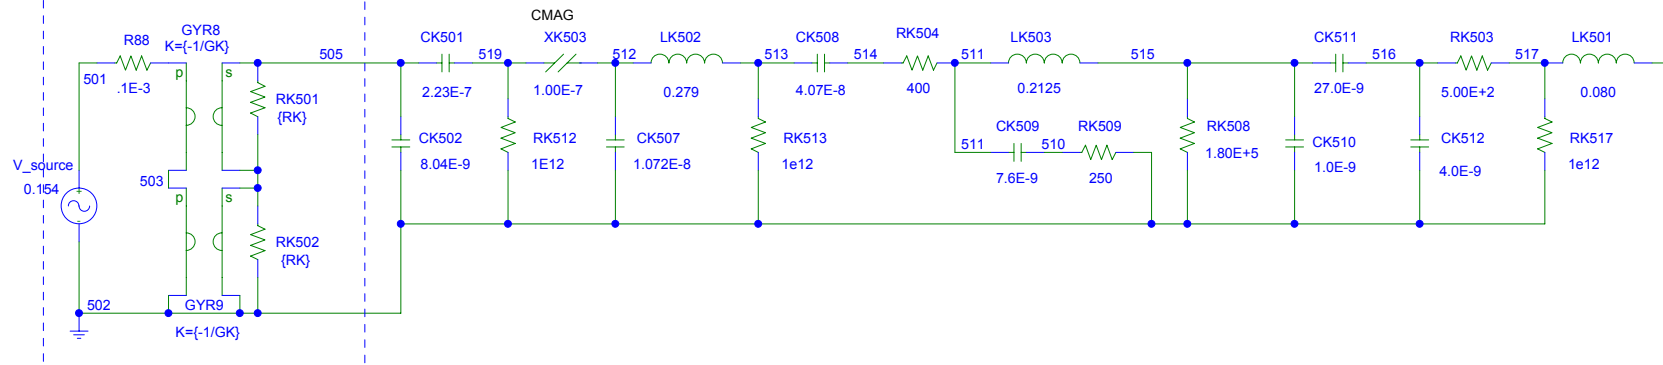 CMAG
GYR8
K={-1/GK}
R88
.1E-3
501
p
s
505
CK501
2.23E-7
519
XK503
1.00E-7
512
LK502
0.279
513
CK508
4.07E-8
514
RK504
400
511
LK503
0.2125
515
CK511
27.0E-9
516
RK503
5.00E+2
517
LK501
0.080
RK501
{RK}
CK502
8.04E-9
RK512
1E12
CK507
1.072E-8
RK513
1e12
511
CK509
7.6E-9
510
RK509
250
RK508
1.80E+5
CK510
1.0E-9
CK512
4.0E-9
RK517
1e12
V_source
0.154
503
p
s
RK502
{RK}
502
GYR9
K={-1/GK}